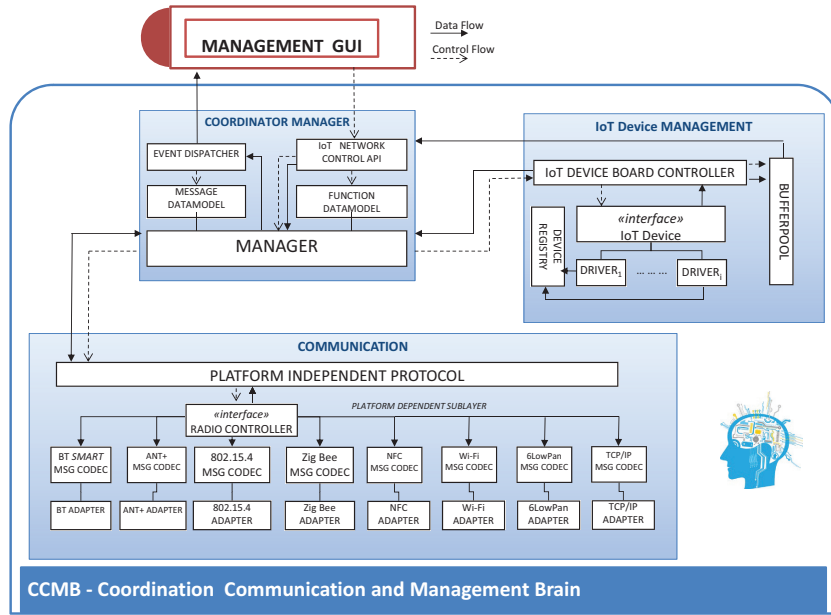 MANAGEMENT GUI
Data Flow
Control Flow
COORDINATOR MANAGER
EVENT DISPATCHER
IoT NETWORK
CONTROL API
MESSAGE
DATAMODEL
FUNCTION
DATAMODEL
MANAGER
IoT Device MANAGEMENT
IoT DEVICE BOARD CONTROLLER
BUFFERPOOL
«interface»
IoT Device
DEVICE
REGISTRY
DRIVER1
... ... ...
DRIVERi
COMMUNICATION
PLATFORM INDEPENDENT PROTOCOL
«interface»
RADIO CONTROLLER
PLATFORM DEPENDENT SUBLAYER
BT SMART
MSG CODEC
ANT+
MSG CODEC
802.15.4
MSG CODEC
Zig Bee
MSG CODEC
NFC
MSG CODEC
Wi-Fi
MSG CODEC
6LowPan
MSG CODEC
TCP/IP
MSG CODEC
BT ADAPTER
ANT+ ADAPTER
802.15.4
ADAPTER
Zig Bee
ADAPTER
NFC
ADAPTER
Wi-Fi
ADAPTER
6LowPan
ADAPTER
TCP/IP
ADAPTER
CCMB - Coordination Communication and Management Brain